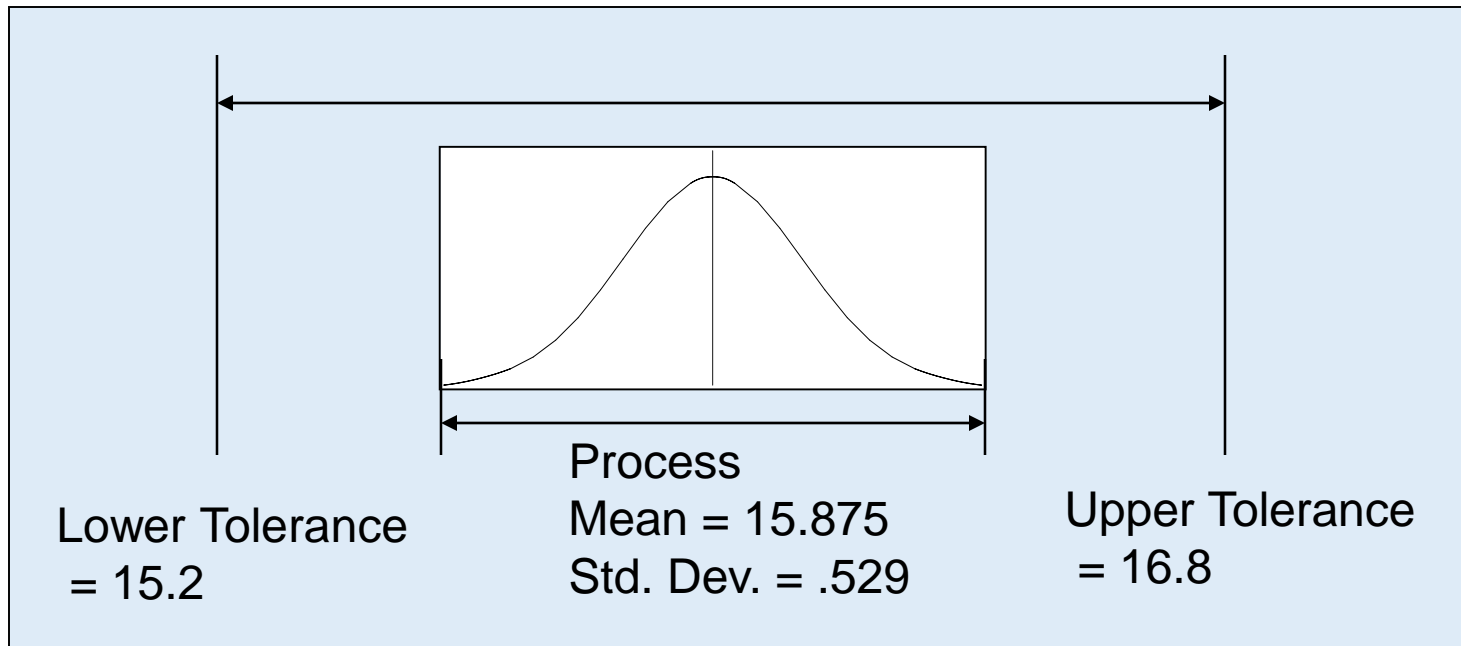 Lower Tolerance
= 15.2
Process
Mean = 15.875
Std. Dev. = .529
Upper Tolerance
= 16.8